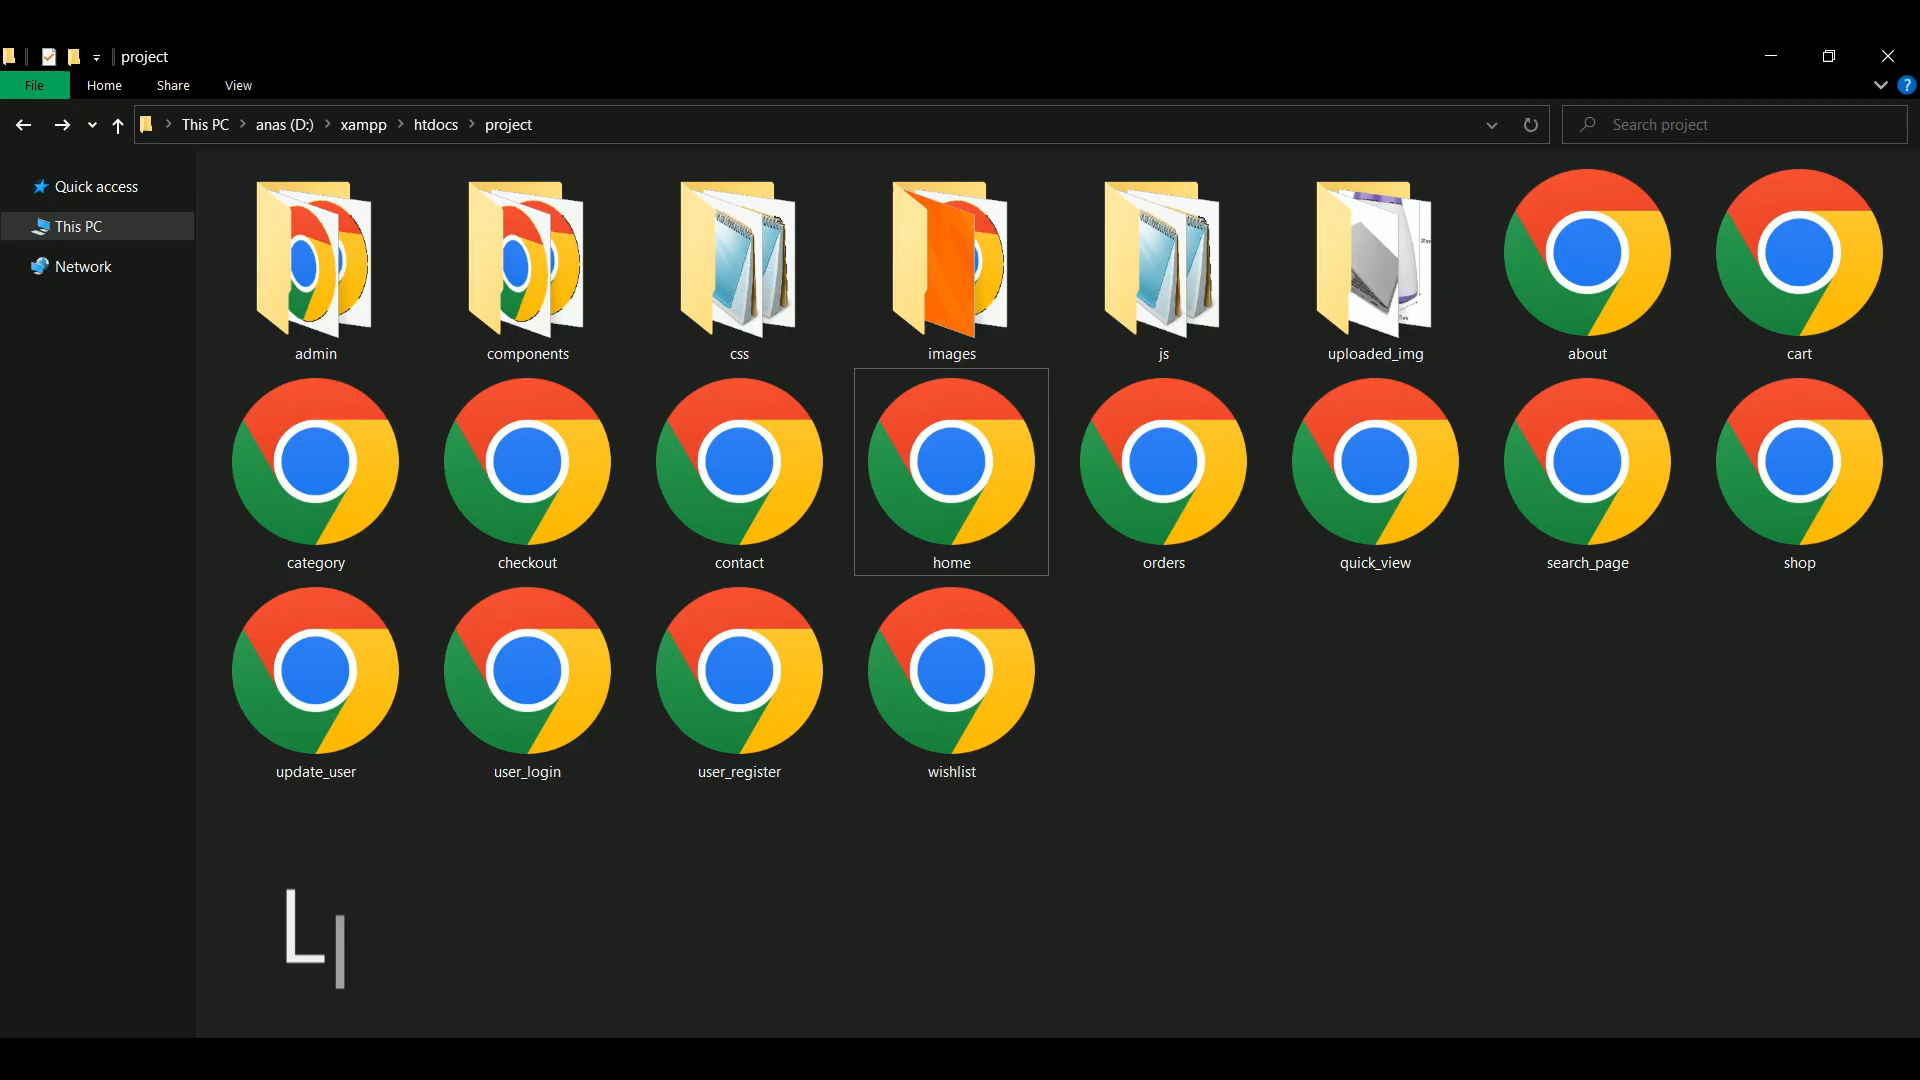 project
File Home Share View
This PC anas (D:) xampp htdocs project
Search project
Quick access
This PC
Network
admin components css images js uploaded_img about cart
category checkout contact home orders quick_view search_page shop
update_user user_login user_register wishlist
L